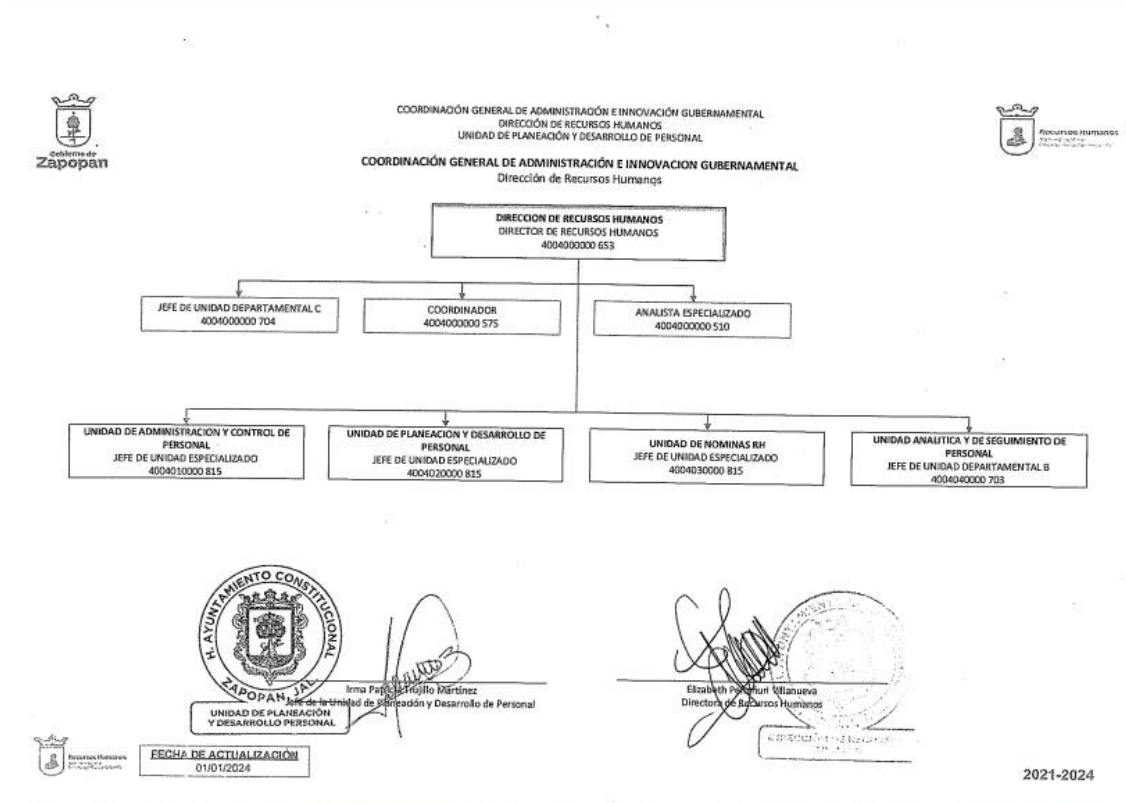 COORDINACIÓN GENERAL DE ADMINISTRACIÓN E INNOVACIÓN GUBERNAMENTAL
DIRECCIÓN DE RECURSOS HUMANOS
UNIDAD DE PLANEACIÓN Y DESARROLLO DE PERSONAL
Gobierno de
Zapopan
Recursos Humanos
COORDINACIÓN GENERAL DE ADMINISTRACIÓN E INNOVACION GUBERNAMENTAL
Dirección de Recursos Humanos
DIRECCION DE RECURSOS HUMANOS
DIRECTOR DE RECURSOS HUMANOS
4004000000 653
JEFE DE UNIDAD DEPARTAMENTAL C
4004000000 704
COORDINADOR
4004000000 575
ANALISTA ESPECIALIZADO
4004000000 510
UNIDAD DE ADMINISTRACION Y CONTROL DE
PERSONAL
JEFE DE UNIDAD ESPECIALIZADO
4004010000 815
UNIDAD DE PLANEACION Y DESARROLLO DE
PERSONAL
JEFE DE UNIDAD ESPECIALIZADO
4004020000 815
UNIDAD DE NOMINAS RH
JEFE DE UNIDAD ESPECIALIZADO
4004030000 815
UNIDAD ANALITICA Y DE SEGUIMIENTO DE
PERSONAL
JEFE DE UNIDAD DEPARTAMENTAL B
4004040000 703
H. AYUNTAMIENTO CONSTITUCIONAL
ZAPOPAN, JAL.
UNIDAD DE PLANEACIÓN
Y DESARROLLO PERSONAL
Irma Trujillo Martínez
Jefe de la Unidad de Planeación y Desarrollo de Personal
Elizabeth Villanueva
Directora de Recursos Humanos
Recursos Humanos
FECHA DE ACTUALIZACIÓN
01/01/2024
2021-2024